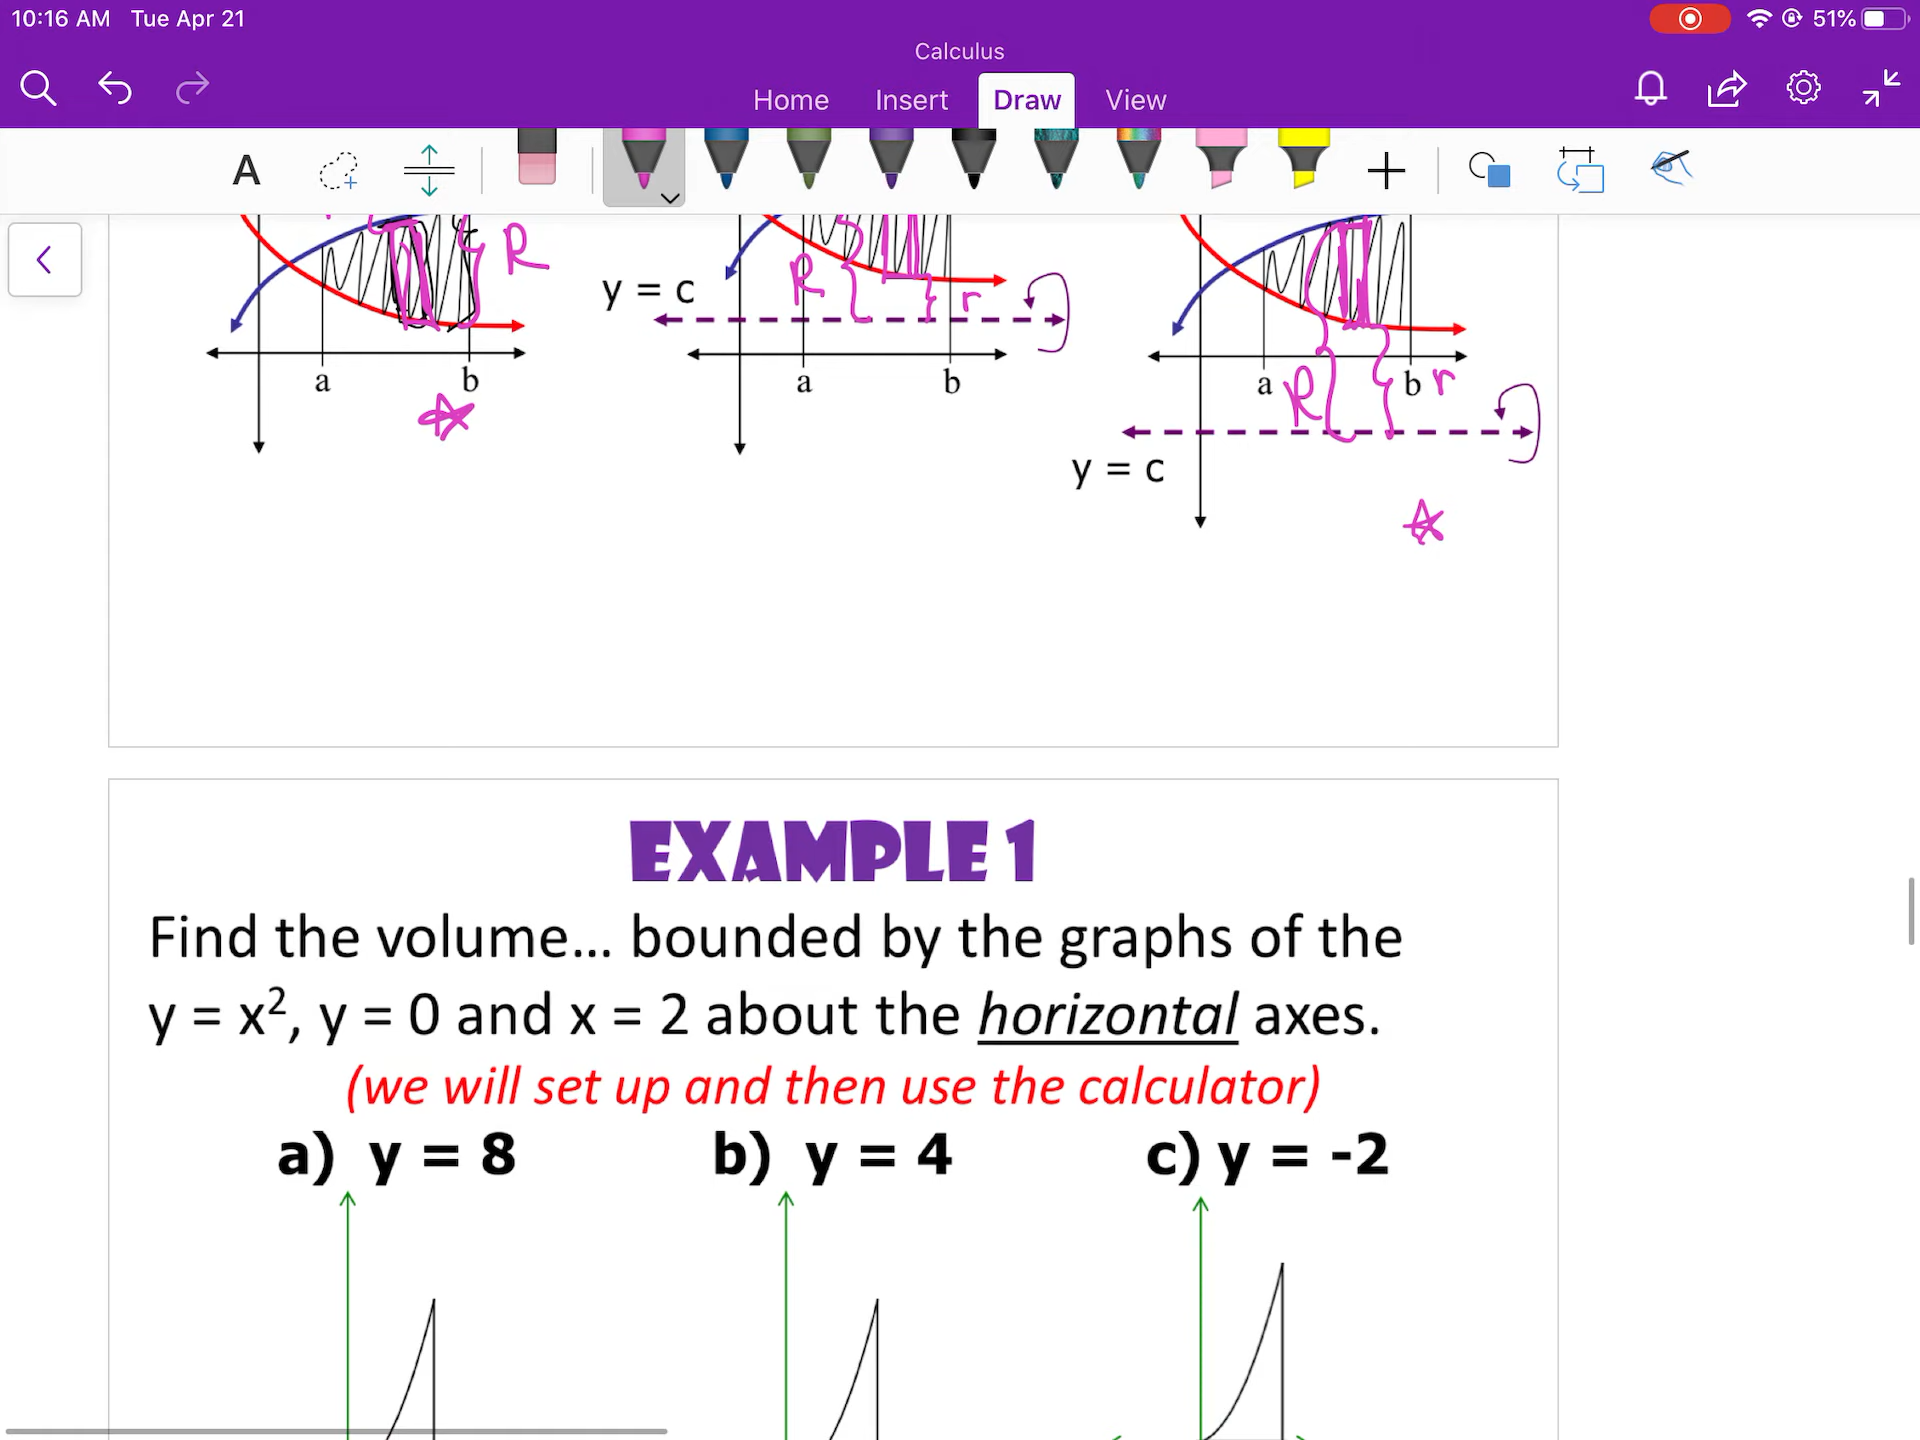 10:16 AM Tue Apr 21
51%
Calculus
Home Insert Draw View
A
R
y = c
R
r
a b
a b
a R b r
y = c
EXAMPLE 1
Find the volume... bounded by the graphs of the
y = x², y = 0 and x = 2 about the horizontal axes.
(we will set up and then use the calculator)
a) y = 8 b) y = 4 c) y = -2